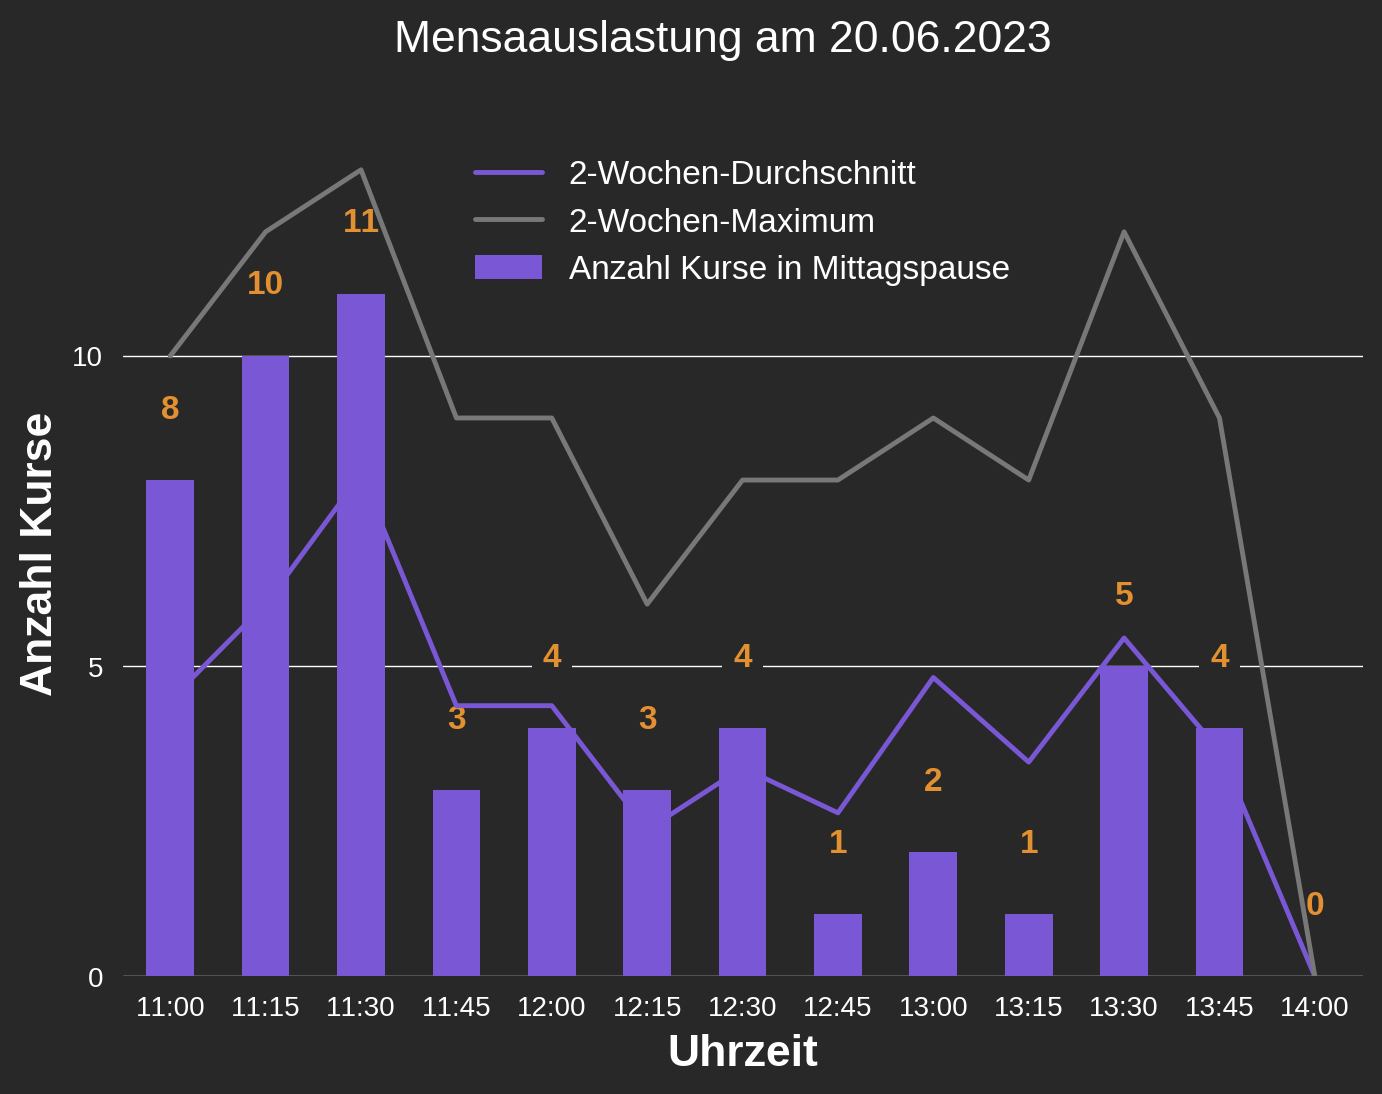 Mensaauslastung am 20.06.2023
2-Wochen-Durchschnitt
2-Wochen-Maximum
Anzahl Kurse in Mittagspause
Anzahl Kurse
10
5
0
8
10
11
3
4
3
4
1
2
1
5
4
0
11:00 11:15 11:30 11:45 12:00 12:15 12:30 12:45 13:00 13:15 13:30 13:45 14:00
Uhrzeit